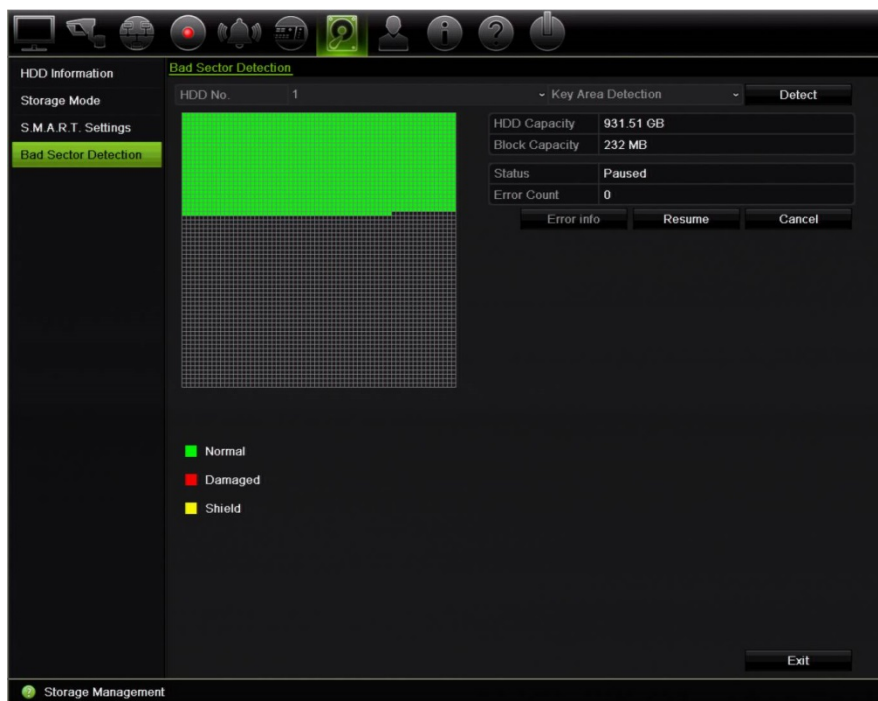 HDD Information
Storage Mode
S.M.A.R.T. Settings
Bad Sector Detection
Bad Sector Detection
HDD No. 1 Key Area Detection Detect
HDD Capacity 931.51 GB
Block Capacity 232 MB
Status Paused
Error Count 0
Error info Resume Cancel
Normal
Damaged
Shield
Exit
Storage Management